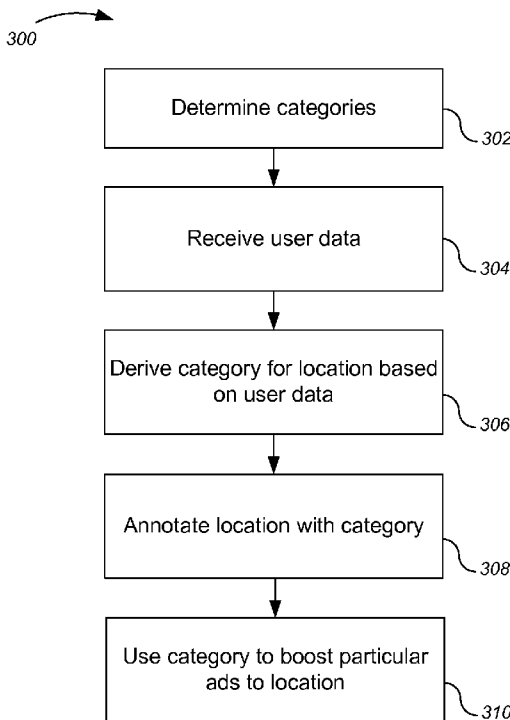 300
Determine categories
302
Receive user data
304
Derive category for location based
on user data
306
Annotate location with category
308
Use category to boost particular
ads to location
310